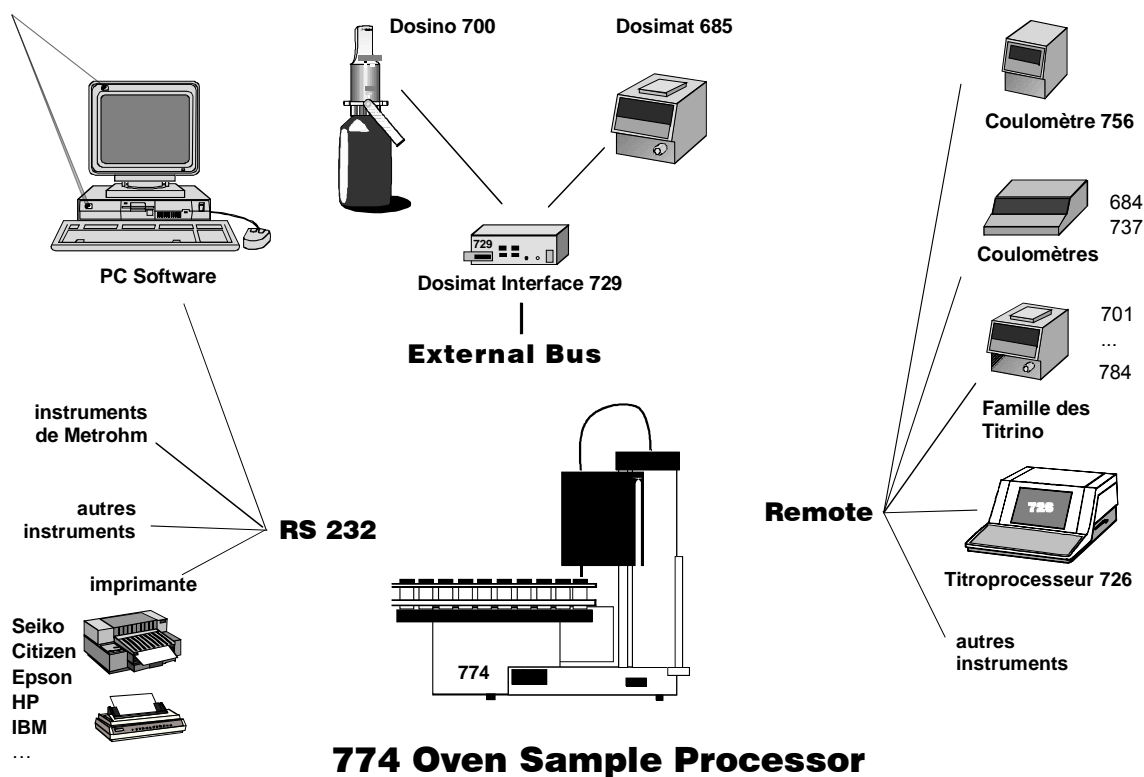 Dosino 700
Dosimat 685
PC Software
729
Dosimat Interface 729
External Bus
Coulomètre 756
684
737
Coulomètres
701
...
784
Famille des
Titrino
instruments
de Metrohm
autres
instruments
RS 232
imprimante
Seiko
Citizen
Epson
HP
IBM
…
774
Remote
726
Titroprocesseur 726
autres
instruments
774 Oven Sample Processor